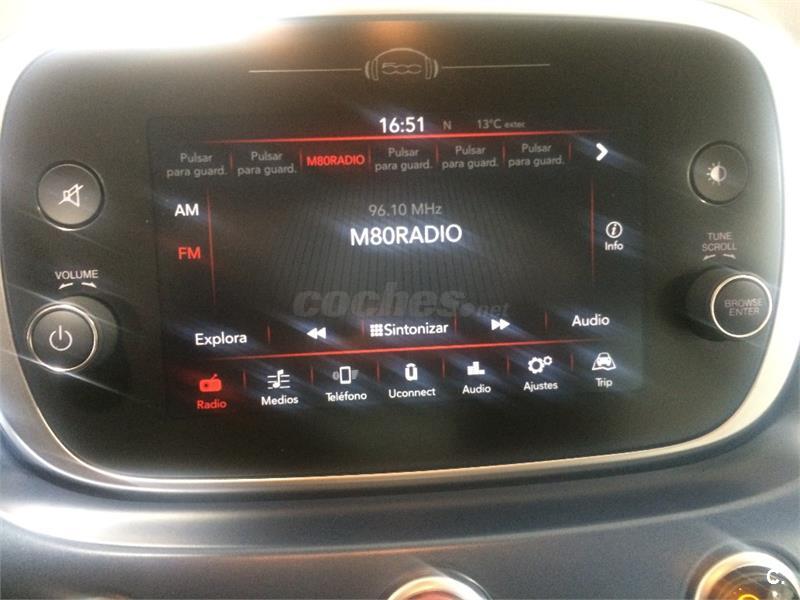 500
16:51 N 13°C exter.
Pulsar para guard. Pulsar para guard. M80RADIO Pulsar para guard. Pulsar para guard. Pulsar para guard.
AM
96.10 MHz
M80RADIO
FM
Info
TUNE
SCROLL
VOLUME
BROWSE
ENTER
coches.net
Explora Sintonizar Audio
Radio Medios Teléfono Uconnect Audio Ajustes Trip
C.